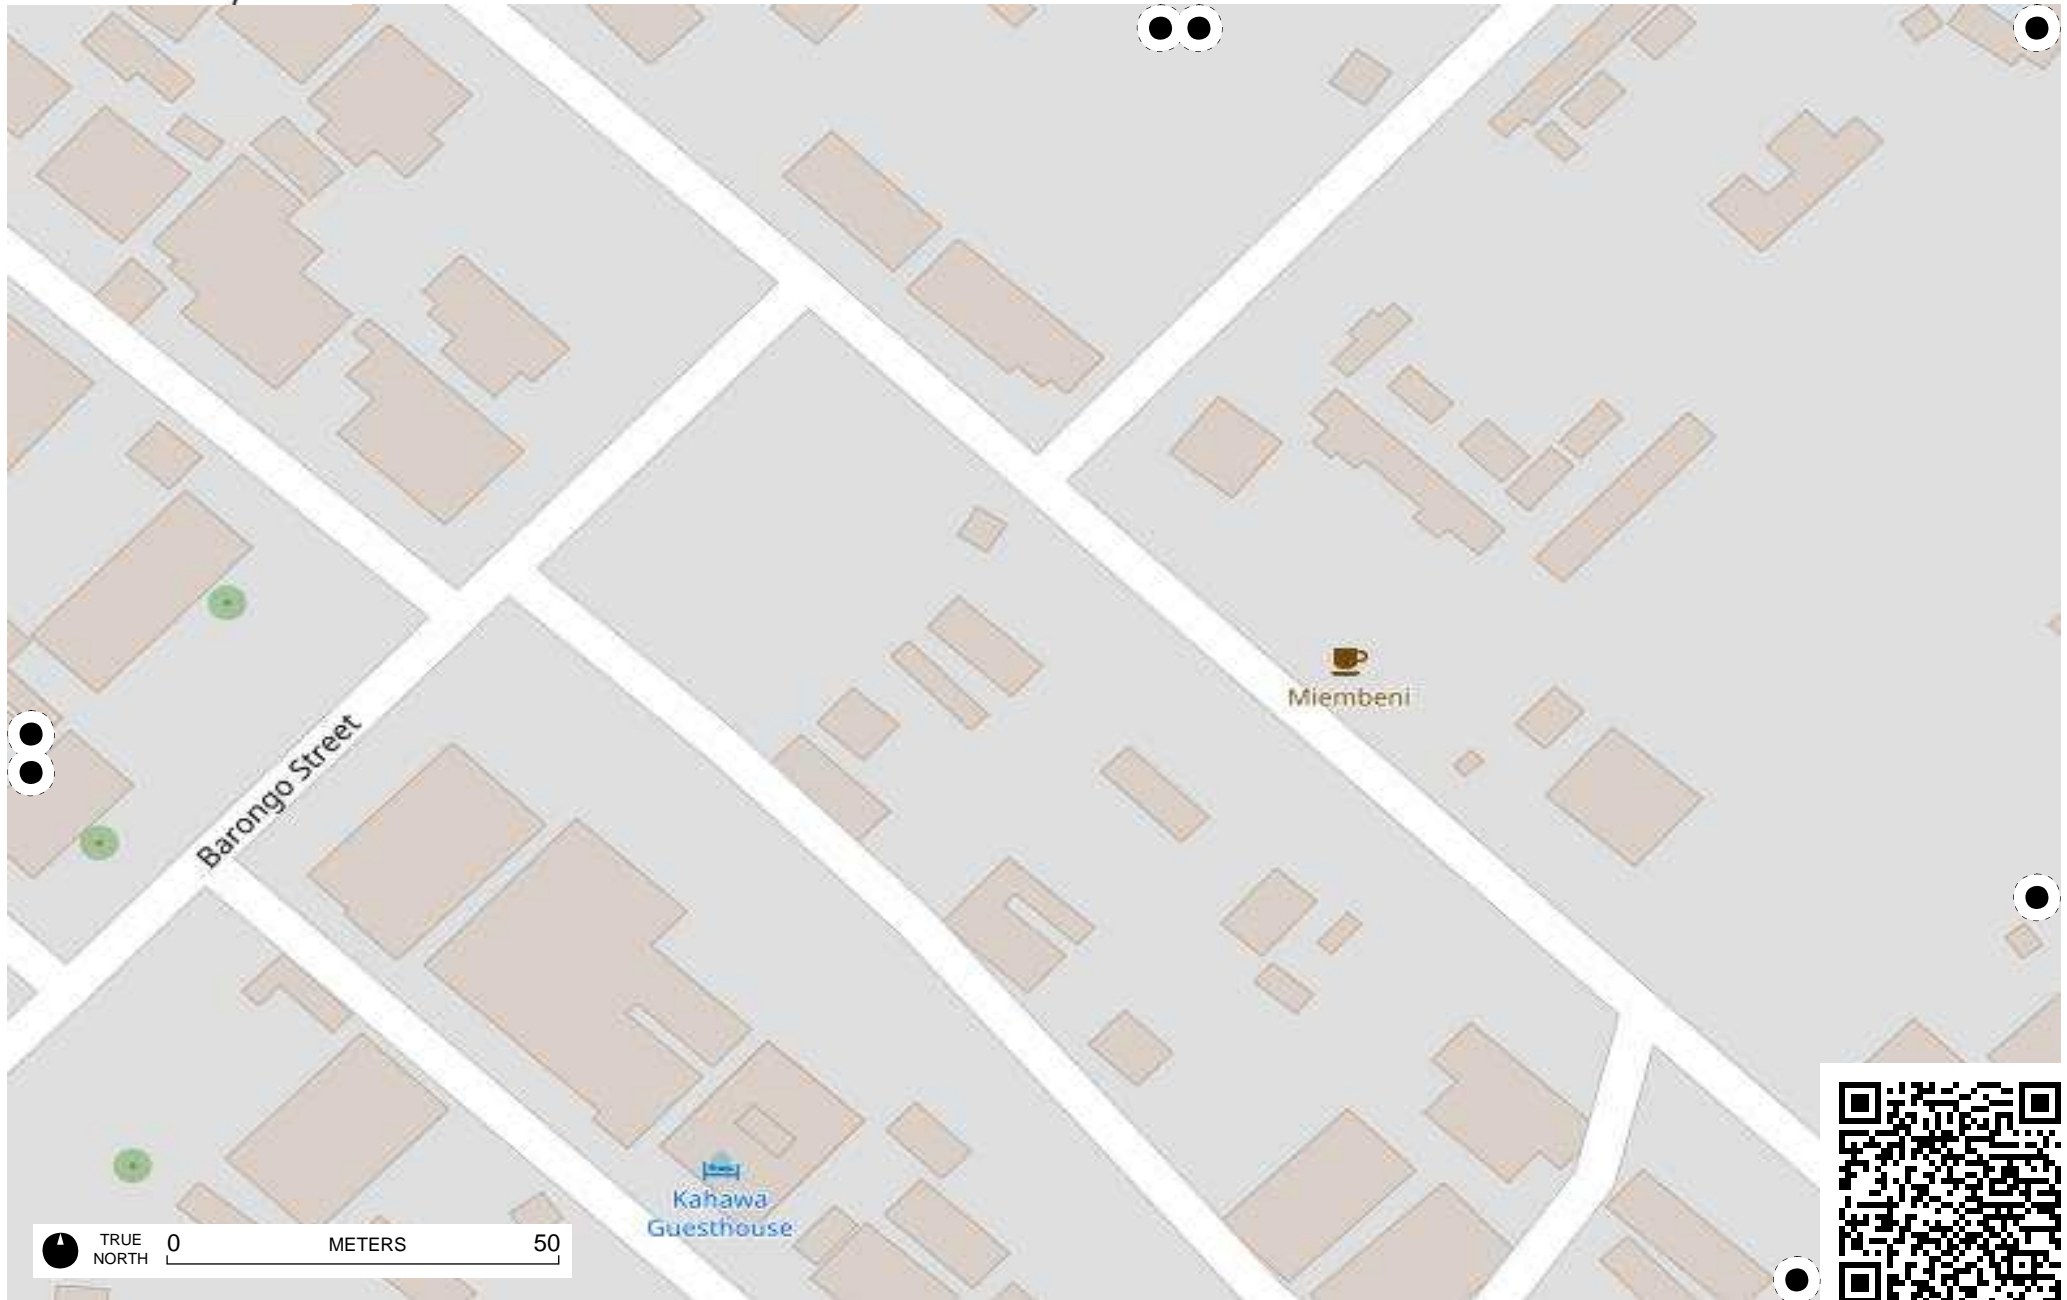 Miembeni
Barongo Street
Kahawa
Guesthouse
TRUE
NORTH
0 METERS 50